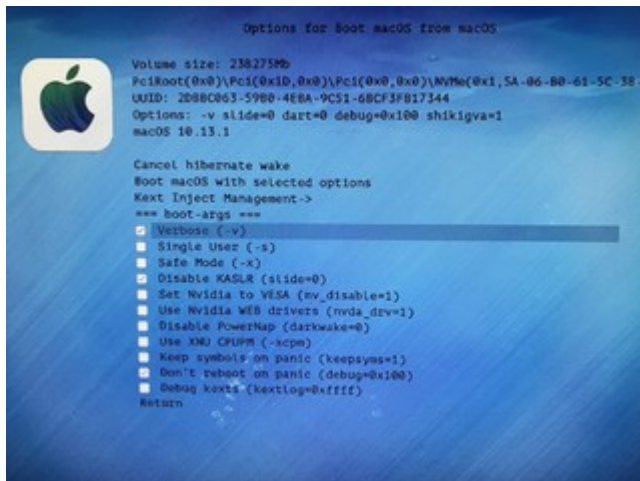 Options for Boot macOS from macOS
Volume size: 238275Mb
PciRoot(0x0)\Pci(0x1D,0x0)\Pci(0x0,0x0)\NVMe(0x1,5A-06-B0-61-5C-38-
UUID: 2D88C063-5980-4E8A-9C51-6BCF3FB17344
Options: -v slide=0 dart=0 debug=0x100 shikigva=1
macOS 10.13.1
Cancel hibernate wake
Boot macOS with selected options
Kext Inject Management->
=== boot-args ===
Verbose (-v)
Single User (-s)
Safe Mode (-x)
Disable KASLR (slide=0)
Set Nvidia to VESA (nv_disable=1)
Use Nvidia WEB drivers (nvda_drv=1)
Disable PowerNap (darkwake=0)
Use XNU CPUPM (-xcpm)
Keep symbols on panic (keepsyms=1)
Don't reboot on panic (debug=0x100)
Debug kexts (kextlog=0xffff)
Return